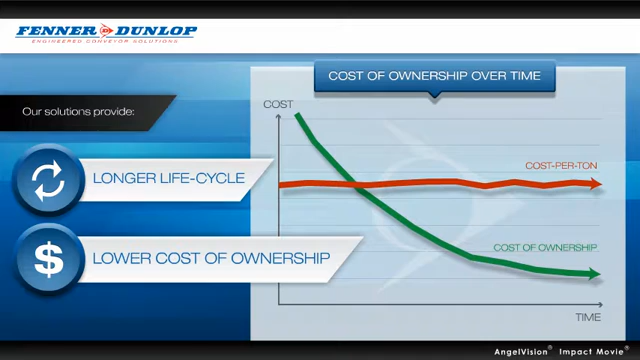 FENNER DUNLOP
ENGINEERED CONVEYOR SOLUTIONS
COST OF OWNERSHIP OVER TIME
Our solutions provide:
COST
COST-PER-TON
LONGER LIFE-CYCLE
COST OF OWNERSHIP
LOWER COST OF OWNERSHIP
TIME
AngelVision® Impact Movie®